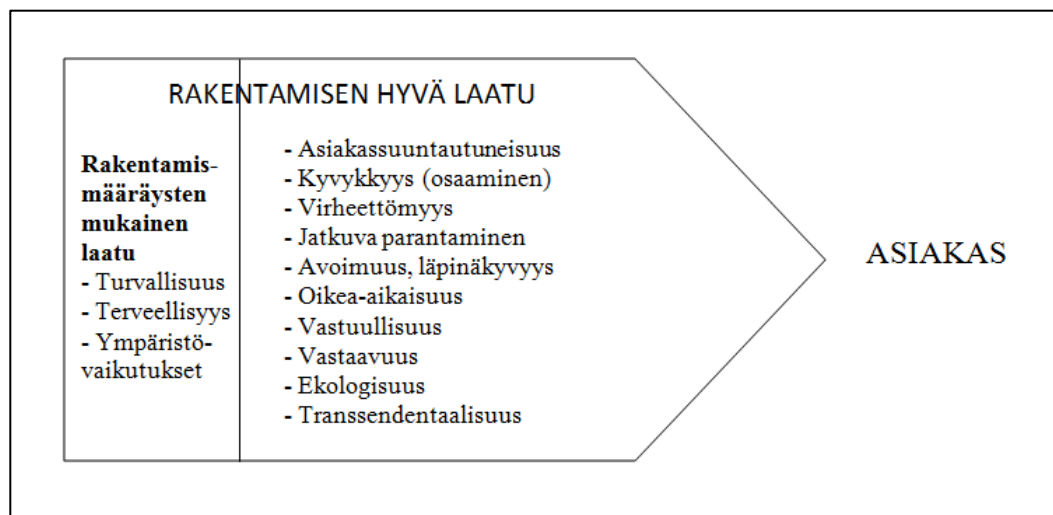 RAKENTAMISEN HYVÄ LAATU
Rakentamis-
määräysten
mukainen
laatu
- Turvallisuus
- Terveellisyys
- Ympäristö-
vaikutukset
- Asiakassuuntautuneisuus
- Kyvykkyys (osaaminen)
- Virheettömyys
- Jatkuva parantaminen
- Avoimuus, läpinäkyvyys
- Oikea-aikaisuus
- Vastuullisuus
- Vastaavuus
- Ekologisuus
- Transsendentaalisuus
ASIAKAS